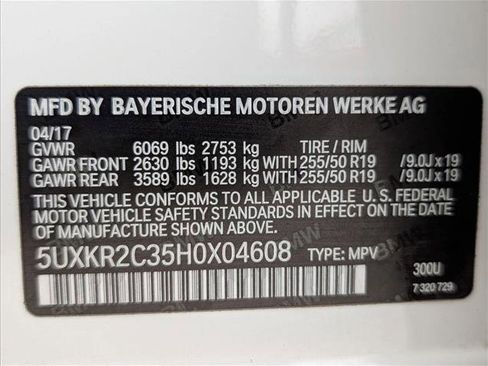 MFD BY BAYERISCHE MOTOREN WERKE AG
04/17
GVWR 6069 lbs 2753 kg TIRE / RIM
GAWR FRONT 2630 lbs 1193 kg WITH 255/50 R19 /9.0J x 19
GAWR REAR 3589 lbs 1628 kg WITH 255/50 R19 /9.0J x 19
THIS VEHICLE CONFORMS TO ALL APPLICABLE U. S. FEDERAL
MOTOR VEHICLE SAFETY STANDARDS IN EFFECT ON THE DATE
OF MANUFACTURE SHOWN ABOVE.
5UXKR2C35H0X04608 TYPE: MPV
300U
7 320 729